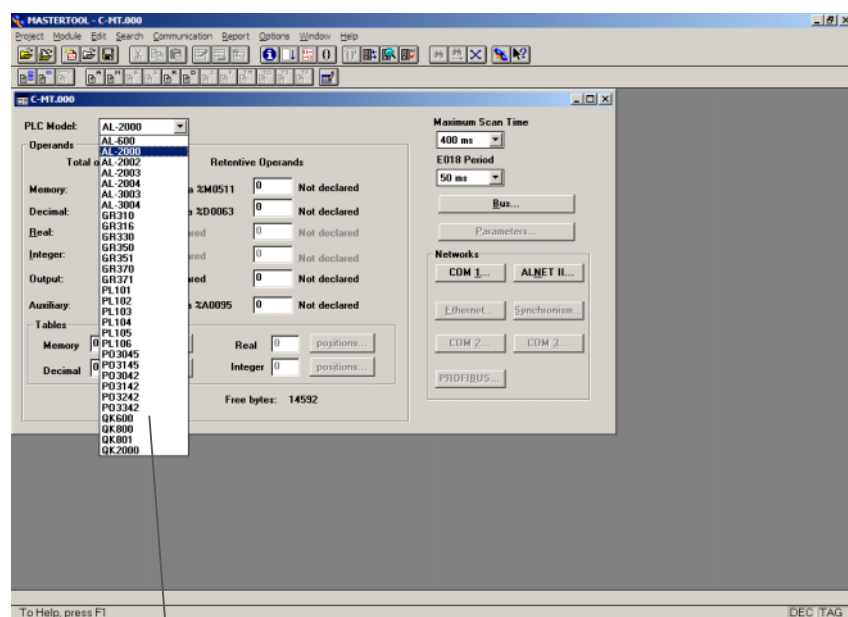 MASTERTOOL - C-MT.000
Project Module Edit Search Communication Report Options Window Help
C-MT.000
PLC Model: AL-2000
AL-600
AL-2000
AL-2002
AL-2003
AL-2004
AL-3003
AL-3004
GR310
GR316
GR330
GR350
GR351
GR370
GR371
PL101
PL102
PL103
PL104
PL105
PL106
PO3045
PO3145
PO3042
PO3142
PO3242
PO3342
QK600
QK800
QK801
QK2000
Operands
Total o Retentive Operands
Memory: %M0511 0 Not declared
Decimal: %D0063 0 Not declared
Real: red 0 Not declared
Integer: 0 Not declared
Output: red 0 Not declared
Auxiliary: %A0095 0 Not declared
Tables
Memory 0 Real 0 positions...
Decimal 0 Integer 0 positions...
Free bytes: 14592
Maximum Scan Time
400 ms
E018 Period
50 ms
Bus...
Parameters...
Networks
COM 1... ALNET II...
Ethernet... Synchronism...
COM 2... COM 3...
PROFIBUS...
To Help, press F1 DEC TAG